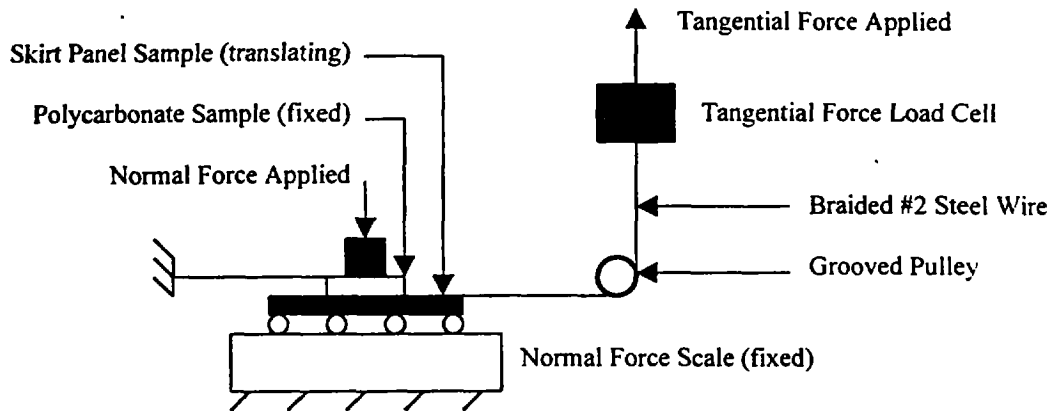 Skirt Panel Sample (translating)
Polycarbonate Sample (fixed)
Normal Force Applied
Tangential Force Applied
Tangential Force Load Cell
Braided #2 Steel Wire
Grooved Pulley
Normal Force Scale (fixed)